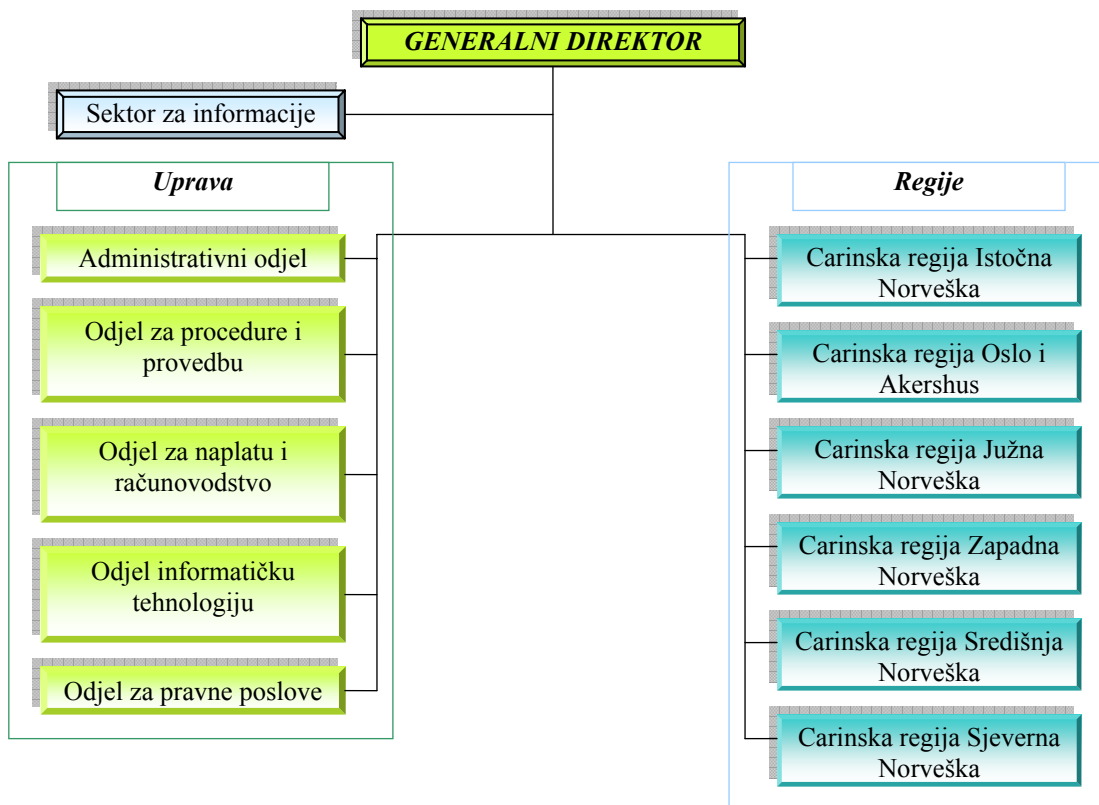 GENERALNI DIREKTOR
Sektor za informacije
Uprava
Administrativni odjel
Odjel za procedure i
provedbu
Odjel za naplatu i
računovodstvo
Odjel informatičku
tehnologiju
Odjel za pravne poslove
Regije
Carinska regija Istočna
Norveška
Carinska regija Oslo i
Akershus
Carinska regija Južna
Norveška
Carinska regija Zapadna
Norveška
Carinska regija Središnja
Norveška
Carinska regija Sjeverna
Norveška